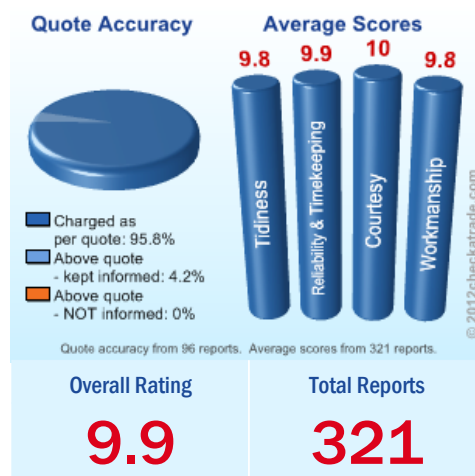 Quote Accuracy
Average Scores
9.8
9.9
10
9.8
Tidiness
Reliability & Timekeeping
Courtesy
Workmanship
Charged as
per quote: 95.8%
Above quote
- kept informed: 4.2%
Above quote
- NOT informed: 0%
© 2012checkatrade.com
Quote accuracy from 96 reports. Average scores from 321 reports.
Overall Rating
9.9
Total Reports
321